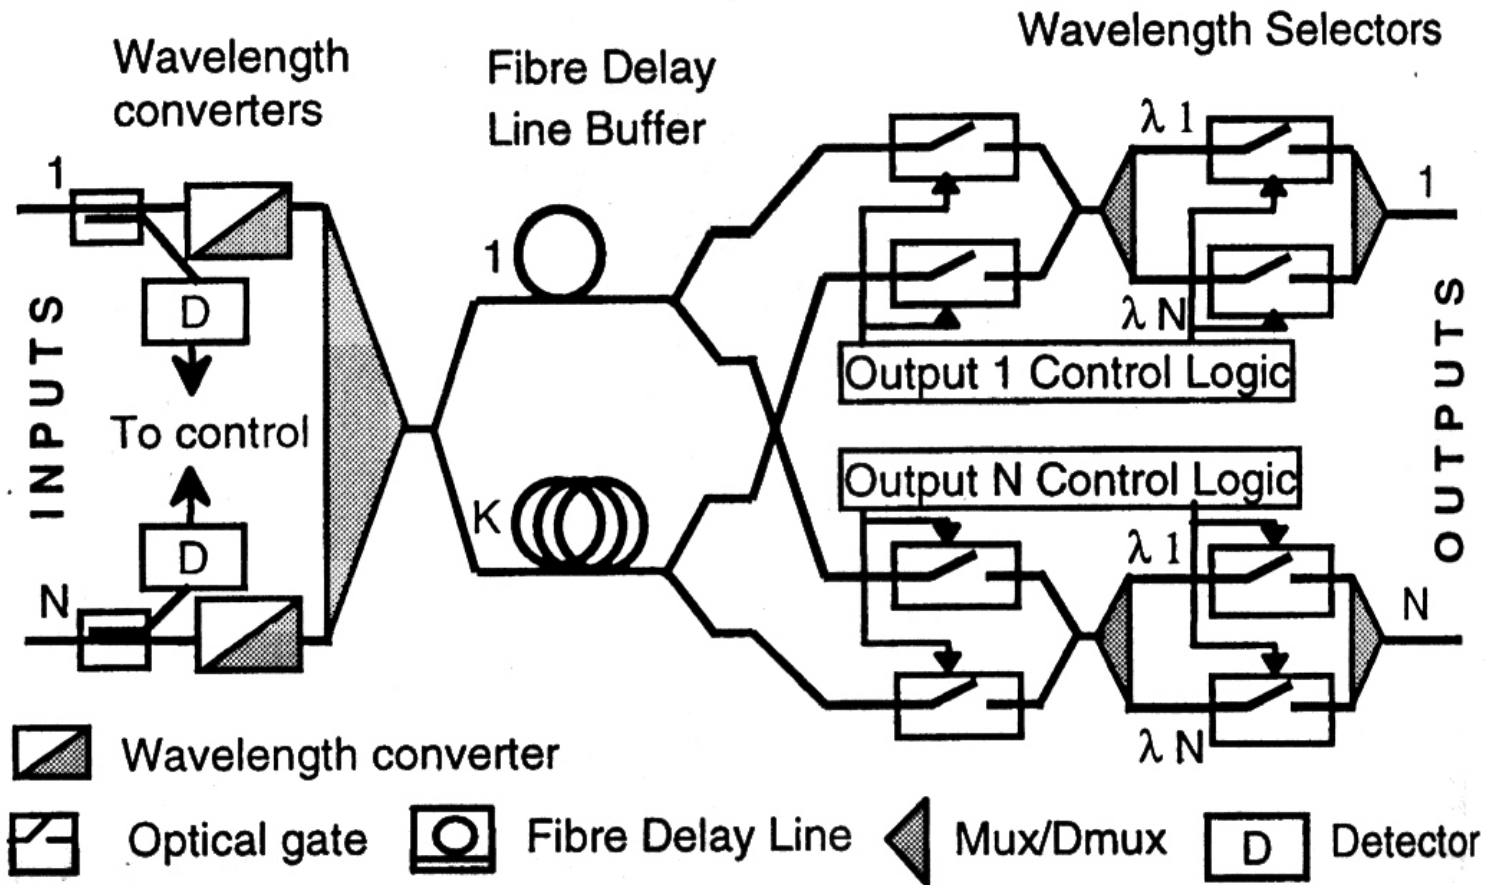 Wavelength Selectors
Wavelength
converters
Fibre Delay
Line Buffer
1
1
λ 1
1
D
λ N
INPUTS
To control
Output 1 Control Logic
OUTPUTS
Output N Control Logic
K
D
N
λ 1
N
λ N
Wavelength converter
Optical gate
Fibre Delay Line
Mux/Dmux
D
Detector